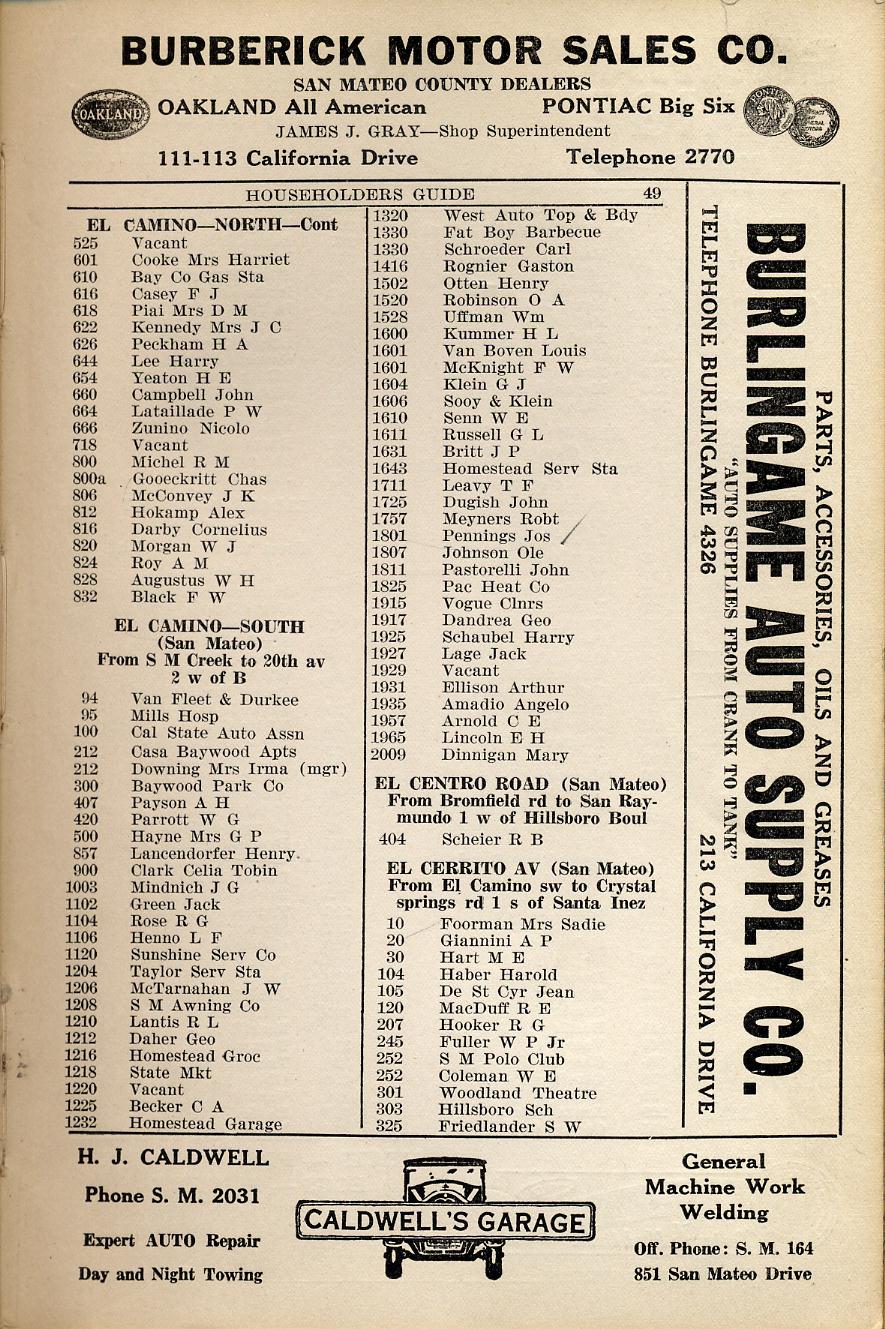 BURBERICK MOTOR SALES CO.
SAN MATEO COUNTY DEALERS
OAKLAND
OAKLAND All American PONTIAC Big Six
PONTIAC
JAMES J. GRAY—Shop Superintendent
111-113 California Drive Telephone 2770
HOUSEHOLDERS GUIDE 49
EL CAMINO—NORTH—Cont
525 Vacant
601 Cooke Mrs Harriet
610 Bay Co Gas Sta
616 Casey F J
618 Piai Mrs D M
622 Kennedy Mrs J C
626 Peckham H A
644 Lee Harry
654 Yeaton H E
660 Campbell John
664 Lataillade P W
666 Zunino Nicolo
718 Vacant
800 Michel R M
800a Gooeckritt Chas
806 McConvey J K
812 Hokamp Alex
816 Darby Cornelius
820 Morgan W J
824 Roy A M
828 Augustus W H
832 Black F W
EL CAMINO—SOUTH
(San Mateo)
From S M Creek to 20th av
2 w of B
94 Van Fleet & Durkee
95 Mills Hosp
100 Cal State Auto Assn
212 Casa Baywood Apts
212 Downing Mrs Irma (mgr)
300 Baywood Park Co
407 Payson A H
420 Parrott W G
500 Hayne Mrs G P
857 Lancendorfer Henry
900 Clark Celia Tobin
1003 Mindnich J G
1102 Green Jack
1104 Rose R G
1106 Henno L F
1120 Sunshine Serv Co
1204 Taylor Serv Sta
1206 McTarnahan J W
1208 S M Awning Co
1210 Lantis R L
1212 Daher Geo
1216 Homestead Groc
1218 State Mkt
1220 Vacant
1225 Becker C A
1232 Homestead Garage
1320 West Auto Top & Bdy
1330 Fat Boy Barbecue
1330 Schroeder Carl
1416 Rognier Gaston
1502 Otten Henry
1520 Robinson O A
1528 Uffman Wm
1600 Kummer H L
1601 Van Boven Louis
1601 McKnight F W
1604 Klein G J
1606 Sooy & Klein
1610 Senn W E
1611 Russell G L
1631 Britt J P
1643 Homestead Serv Sta
1711 Leavy T F
1725 Dugish John
1757 Meyners Robt
1801 Pennings Jos
1807 Johnson Ole
1811 Pastorelli John
1825 Pac Heat Co
1915 Vogue Clnrs
1917 Dandrea Geo
1925 Schaubel Harry
1927 Lage Jack
1929 Vacant
1931 Ellison Arthur
1935 Amadio Angelo
1957 Arnold C E
1965 Lincoln E H
2009 Dinnigan Mary
EL CENTRO ROAD (San Mateo)
From Bromfield rd to San Ray-
mundo 1 w of Hillsboro Boul
404 Scheier R B
EL CERRITO AV (San Mateo)
From El Camino sw to Crystal
springs rd 1 s of Santa Inez
10 Foorman Mrs Sadie
20 Giannini A P
30 Hart M E
104 Haber Harold
105 De St Cyr Jean
120 MacDuff R E
207 Hooker R G
245 Fuller W P Jr
252 S M Polo Club
252 Coleman W E
301 Woodland Theatre
303 Hillsboro Sch
325 Friedlander S W
PARTS, ACCESSORIES, OILS AND GREASES
BURLINGAME AUTO SUPPLY CO.
"AUTO SUPPLIES FROM CRANK TO TANK"
TELEPHONE BURLINGAME 4326 213 CALIFORNIA DRIVE
H. J. CALDWELL
Phone S. M. 2031
Expert AUTO Repair
Day and Night Towing
CALDWELL'S GARAGE
General
Machine Work
Welding
Off. Phone: S. M. 164
851 San Mateo Drive